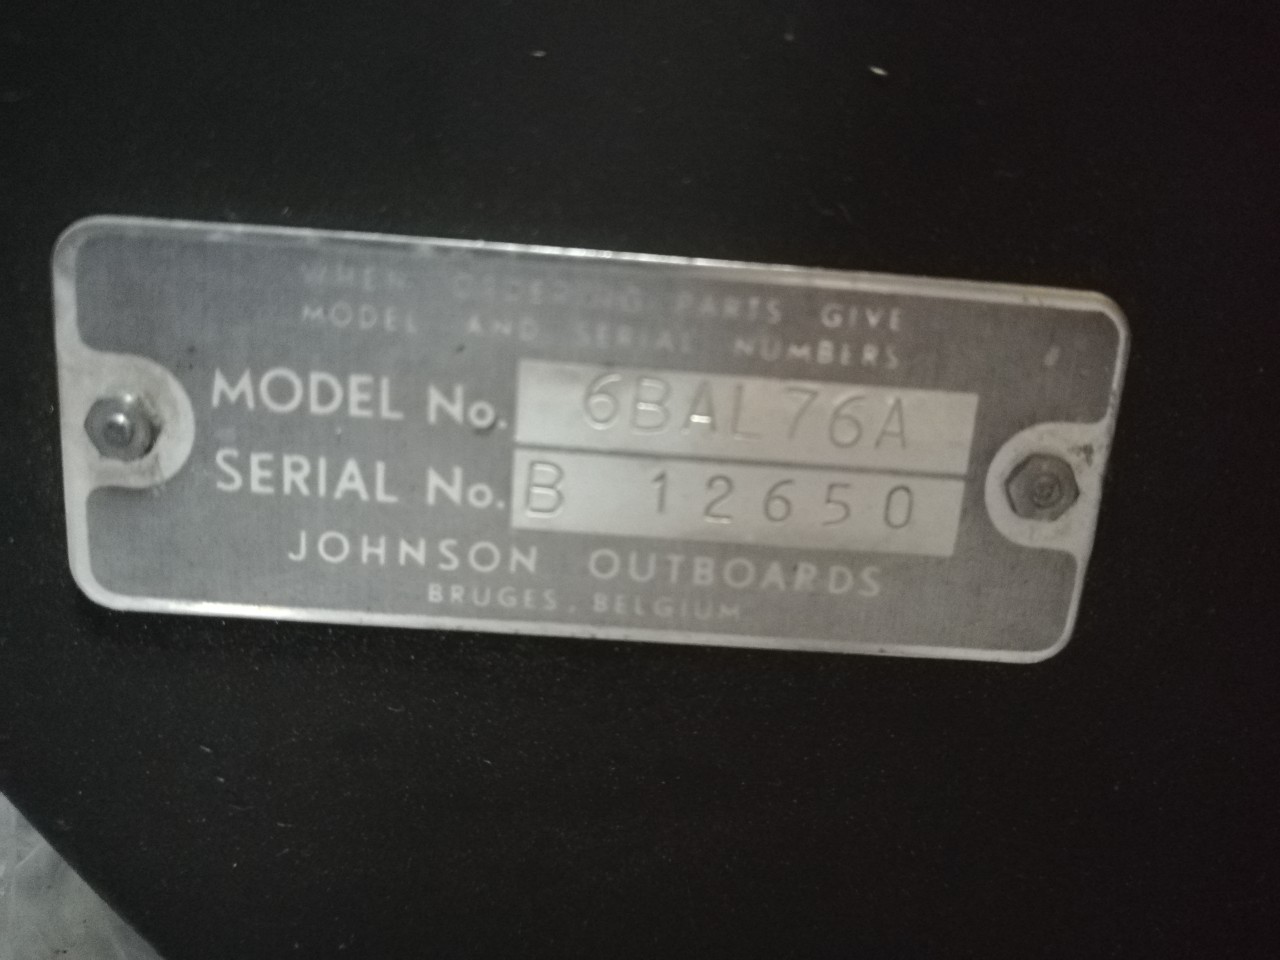 WHEN ORDERING PARTS GIVE
MODEL AND SERIAL NUMBERS
MODEL No. 6BAL76A
SERIAL No. B 12650
JOHNSON OUTBOARDS
BRUGES, BELGIUM